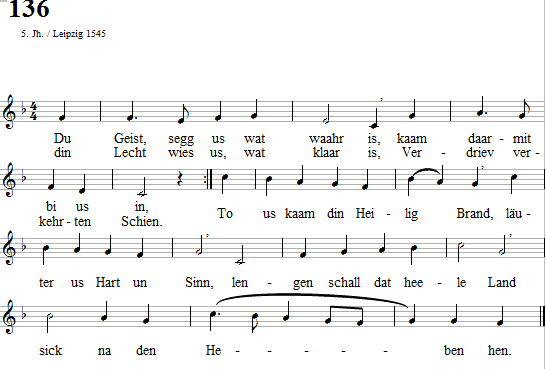 136
5. Jh. / Leipzig 1545
Du Geist, segg us wat waahr is, kaam daar - mit
din Lecht wies us, wat klaar is, Ver - driev ver -
bi us in,
kehr- ten Schien.
To us kaam din Hei - lig Brand, läu -
ter us Hart un Sinn, len - gen schall dat hee - le Land
sick na den He - - - - - ben hen.